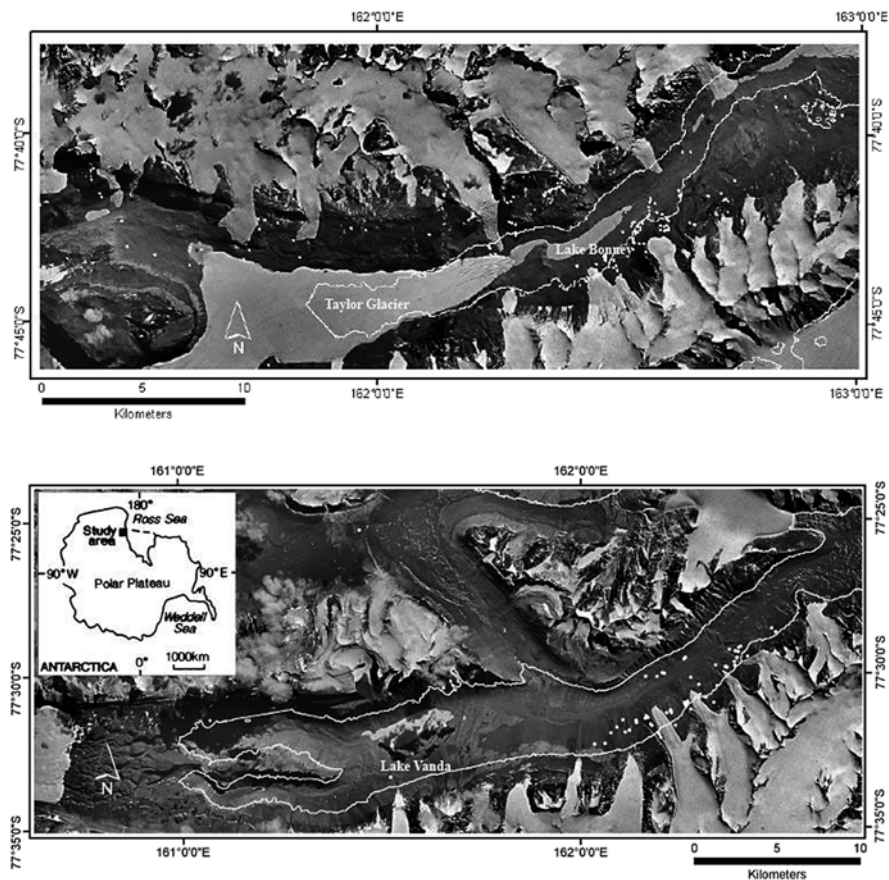 162°0'0"E
163°0'0"E
77°40'0"S
77°40'0"S
Lake Bonney
Taylor Glacier
77°45'0"S
77°45'0"S
N
0
5
10
Kilometers
162°0'0"E
163°0'0"E
161°0'0"E
162°0'0"E
77°25'0"S
77°25'0"S
180°
Ross Sea
Study
area
90°W
90°E
Polar Plateau
Weddell
Sea
ANTARCTICA
0°
1000km
77°30'0"S
77°30'0"S
Lake Vanda
N
77°35'0"S
77°35'0"S
161°0'0"E
162°0'0"E
0
5
10
Kilometers